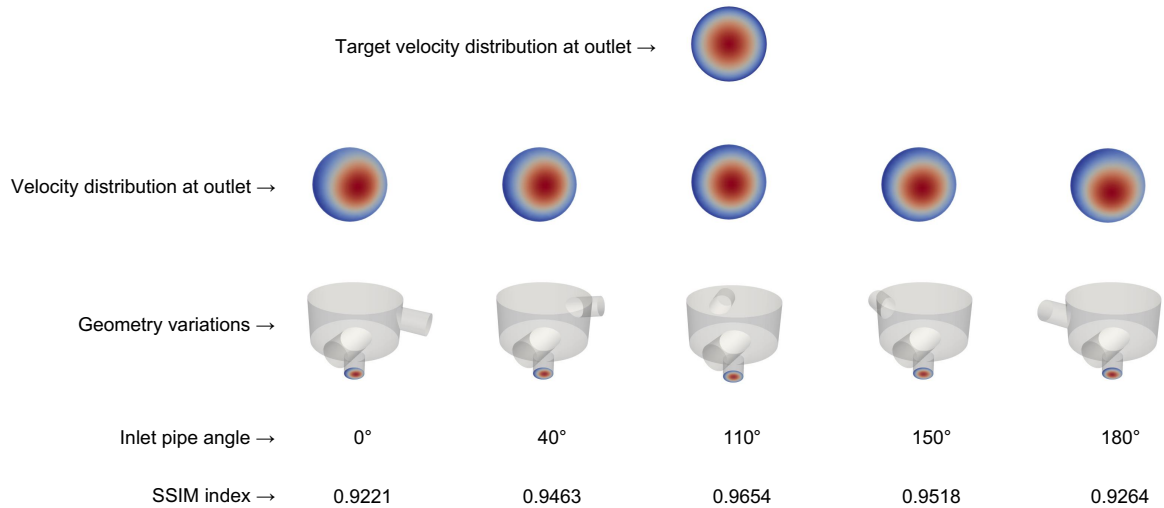 Target velocity distribution at outlet →
Velocity distribution at outlet →
Geometry variations →
Inlet pipe angle → 0° 40° 110° 150° 180°
SSIM index → 0.9221 0.9463 0.9654 0.9518 0.9264